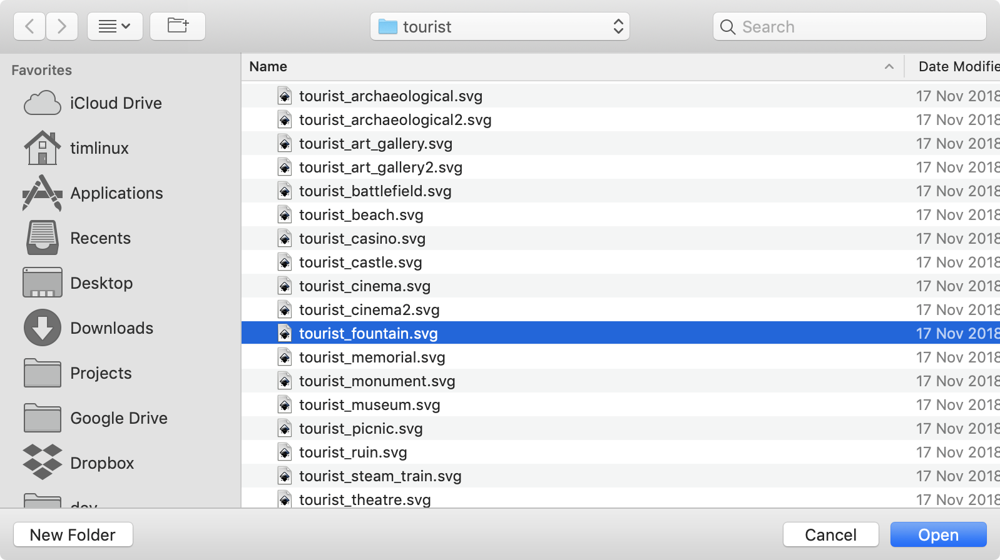 tourist
Search
Favorites
iCloud Drive
timlinux
Applications
Recents
Desktop
Downloads
Projects
Google Drive
Dropbox
dev
Name
Date Modifie
tourist_archaeological.svg 17 Nov 2018
tourist_archaeological2.svg 17 Nov 2018
tourist_art_gallery.svg 17 Nov 2018
tourist_art_gallery2.svg 17 Nov 2018
tourist_battlefield.svg 17 Nov 2018
tourist_beach.svg 17 Nov 2018
tourist_casino.svg 17 Nov 2018
tourist_castle.svg 17 Nov 2018
tourist_cinema.svg 17 Nov 2018
tourist_cinema2.svg 17 Nov 2018
tourist_fountain.svg 17 Nov 2018
tourist_memorial.svg 17 Nov 2018
tourist_monument.svg 17 Nov 2018
tourist_museum.svg 17 Nov 2018
tourist_picnic.svg 17 Nov 2018
tourist_ruin.svg 17 Nov 2018
tourist_steam_train.svg 17 Nov 2018
tourist_theatre.svg 17 Nov 2018
New Folder
Cancel
Open